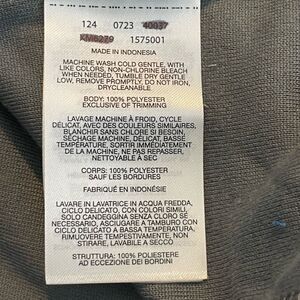 124 0723 40037
KM6279 1575001
MADE IN INDONESIA
MACHINE WASH COLD GENTLE, WITH
LIKE COLORS, NON-CHLORINE BLEACH
WHEN NEEDED, TUMBLE DRY GENTLE
LOW, REMOVE PROMPTLY, DO NOT IRON,
DRYCLEANABLE
BODY: 100% POLYESTER
EXCLUSIVE OF TRIMMING
LAVAGE MACHINE À FROID, CYCLE
DÉLICAT, AVEC DES COULEURS SIMILAIRES,
BLANCHIR SANS CHLORE SI BESOIN,
SÉCHAGE MACHINE, DÉLICAT, BASSE
TEMPÉRATURE, SORTIR IMMÉDIATEMENT
DE LA MACHINE, NE PAS REPASSER,
NETTOYABLE A SEC
CORPS: 100% POLYESTER
SAUF LES BORDURES
FABRIQUÉ EN INDONÉSIE
LAVARE IN LAVATRICE IN ACQUA FREDDA,
CICLO DELICATO, CON COLORI SIMILI,
SOLO CANDEGGINA SENZA CLORO SE
NECESSARIO, ASCIUGARE A TAMBURO CON
CICLO DELICATO A BASSA TEMPERATURA,
RIMUOVERE TEMPESTIVAMENTE, NON
STIRARE, LAVABILE A SECCO
STRUTTURA: 100% POLIESTERE
AD ECCEZIONE DEI BORDINI